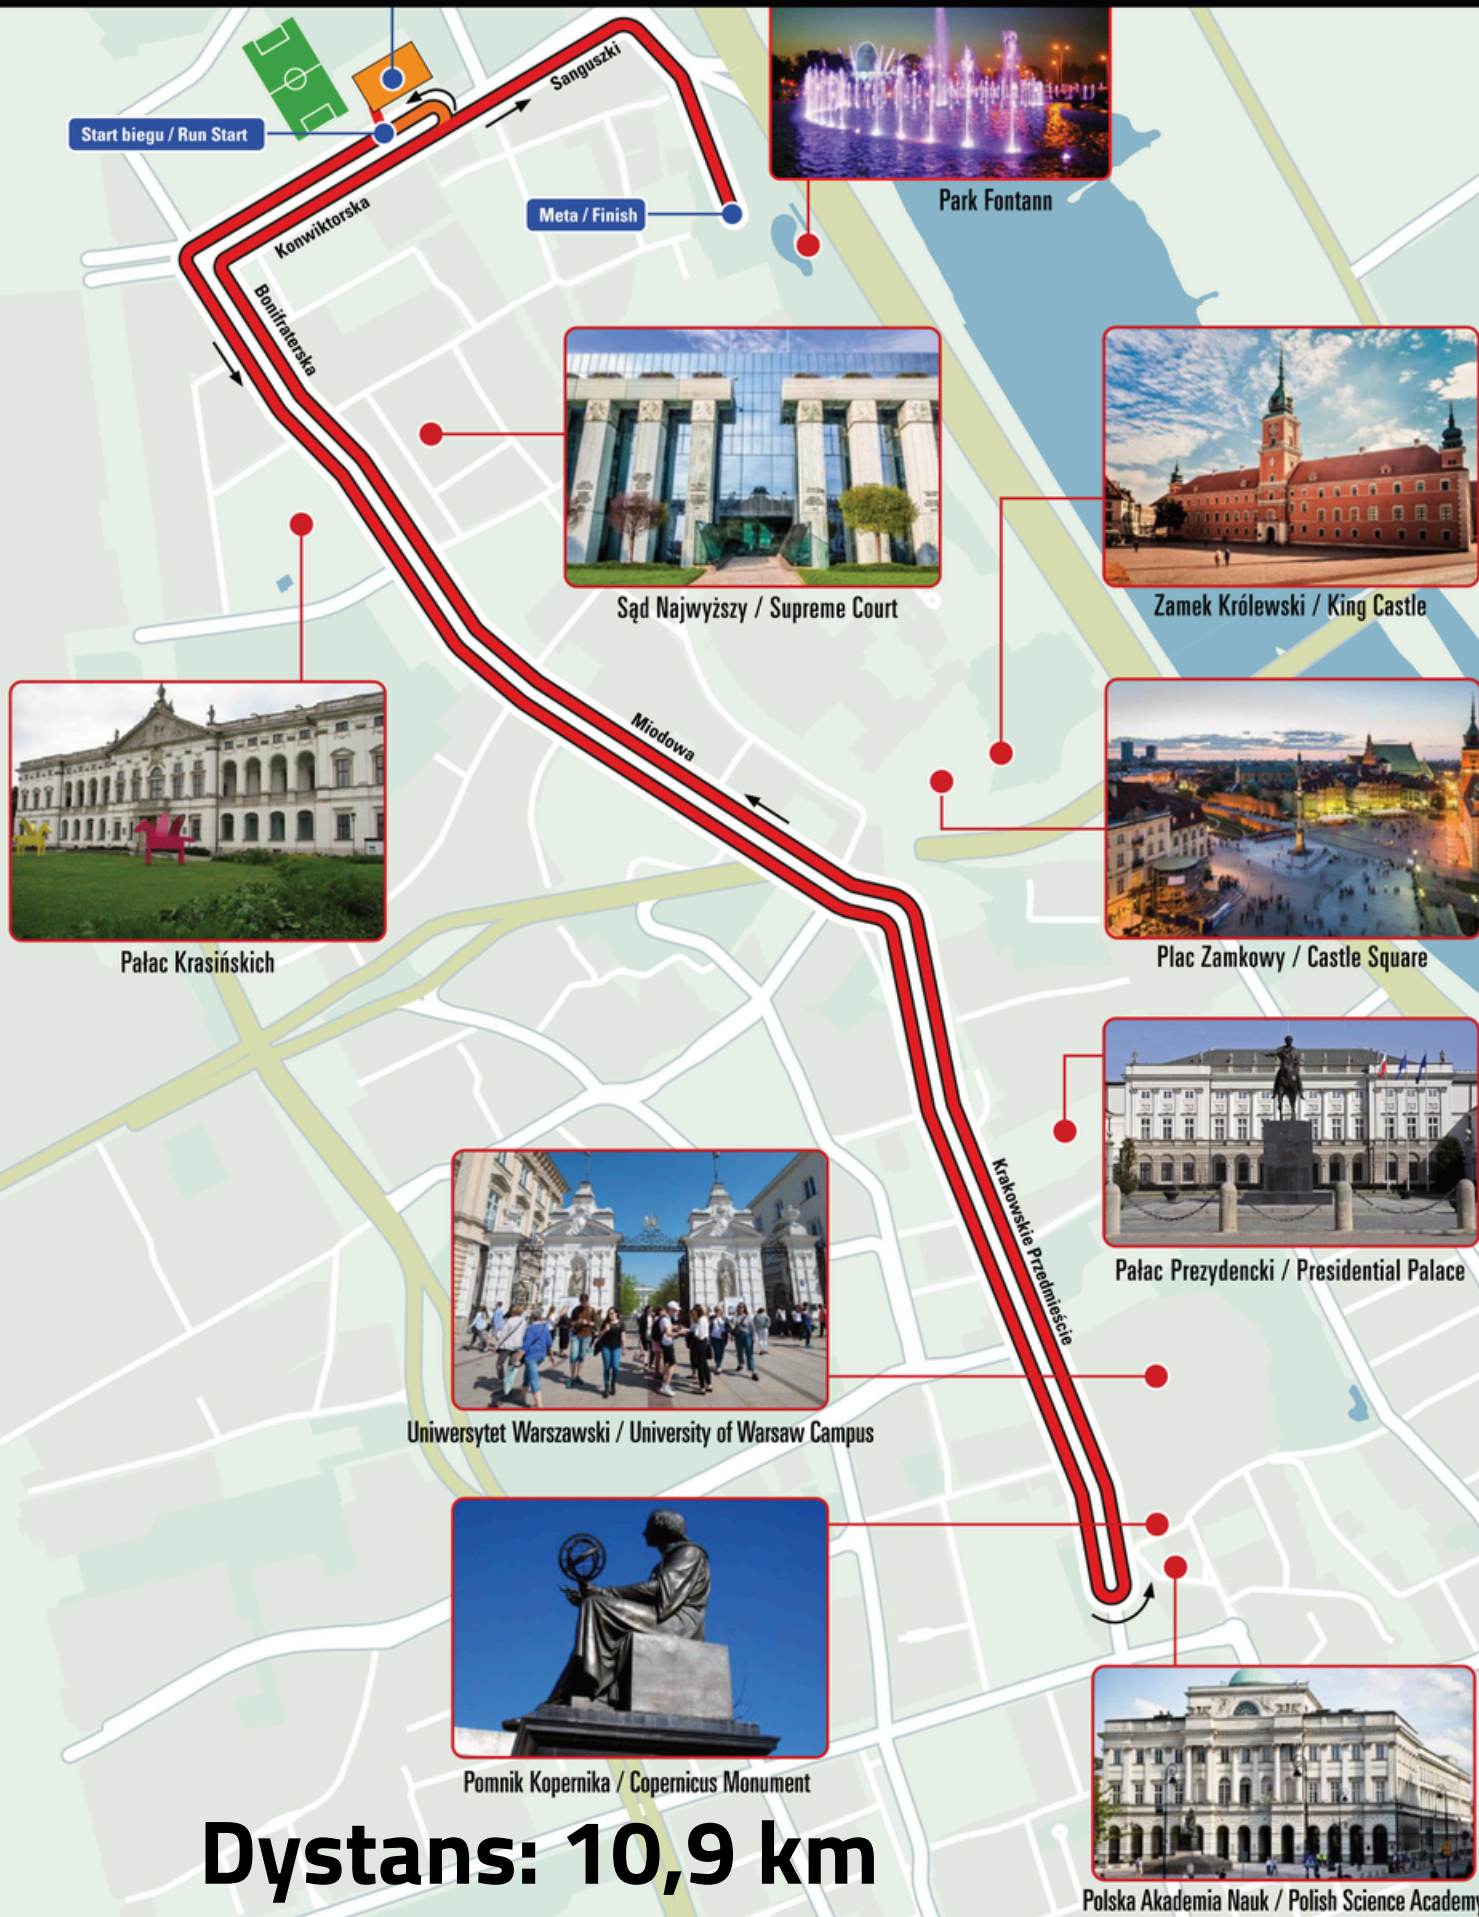 Sanguszki
Start biegu / Run Start
Konwiktorska
Meta / Finish
Park Fontann
Bonifraterska
Sąd Najwyższy / Supreme Court
Zamek Królewski / King Castle
Miodowa
Pałac Krasińskich
Plac Zamkowy / Castle Square
Krakowskie Przedmieście
Pałac Prezydencki / Presidential Palace
Uniwersytet Warszawski / University of Warsaw Campus
Pomnik Kopernika / Copernicus Monument
Dystans: 10,9 km
Polska Akademia Nauk / Polish Science Academy